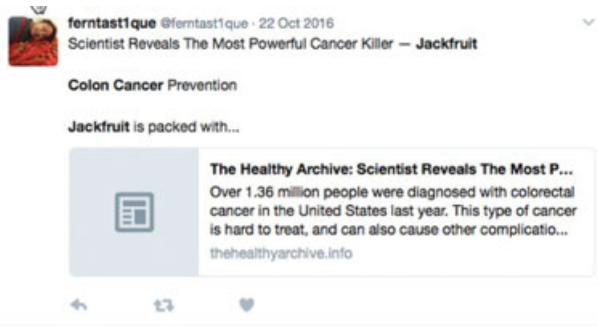 ferntast1que @ferntast1que · 22 Oct 2016
Scientist Reveals The Most Powerful Cancer Killer — Jackfruit
Colon Cancer Prevention
Jackfruit is packed with...
The Healthy Archive: Scientist Reveals The Most P...
Over 1.36 million people were diagnosed with colorectal
cancer in the United States last year. This type of cancer
is hard to treat, and can also cause other complicatio...
thehealthyarchive.info